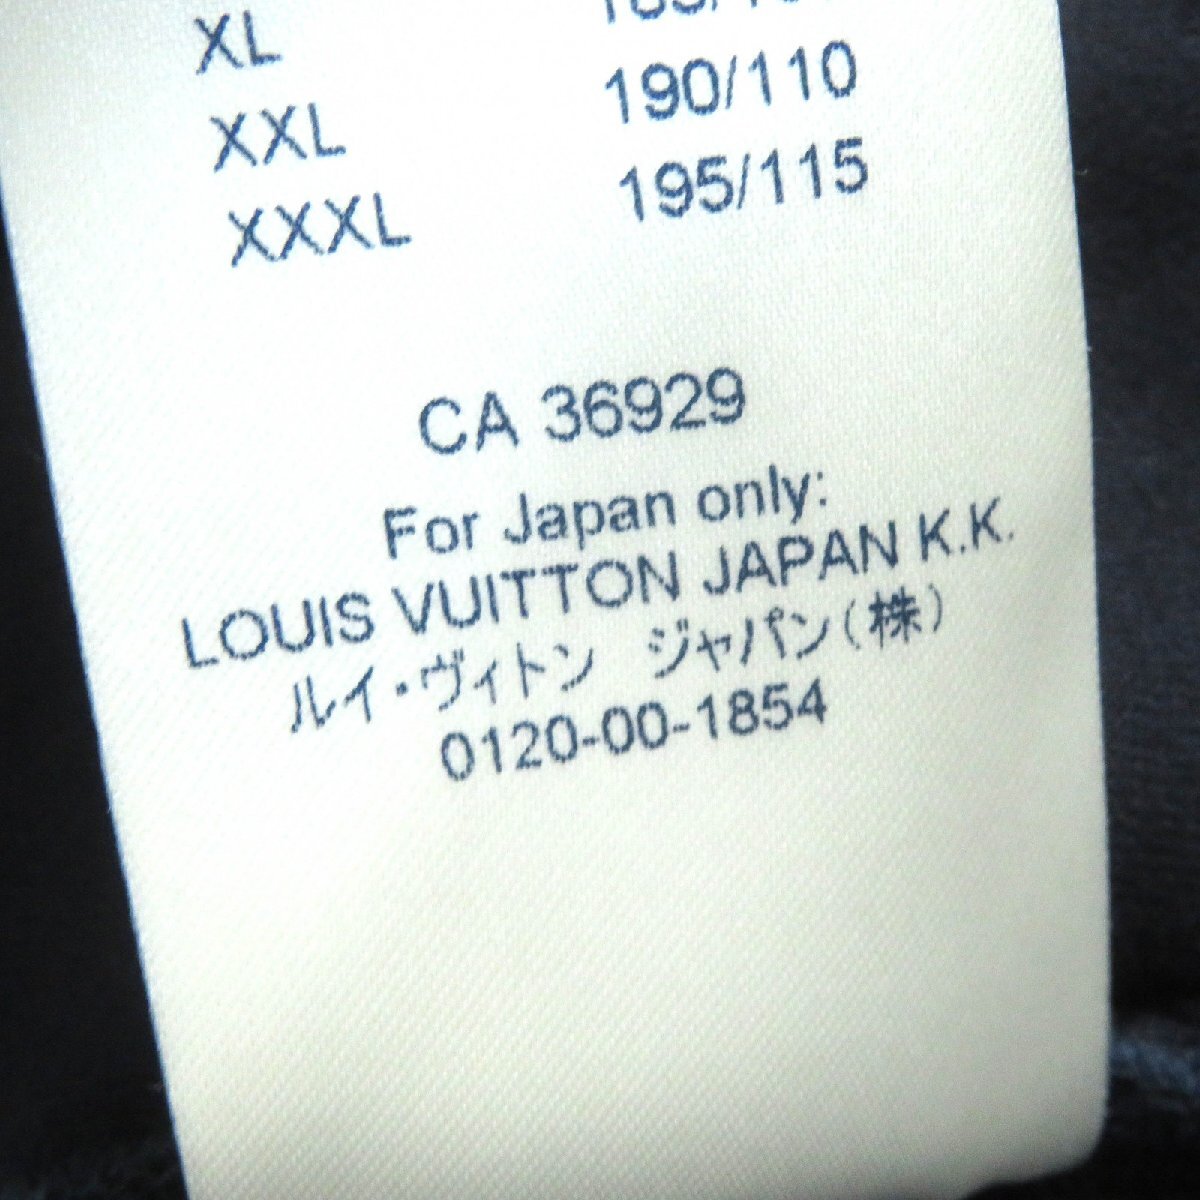 XL
XXL 190/110
XXXL 195/115
CA 36929
For Japan only:
LOUIS VUITTON JAPAN K.K.
ルイ・ヴィトン ジャパン(株)
0120-00-1854